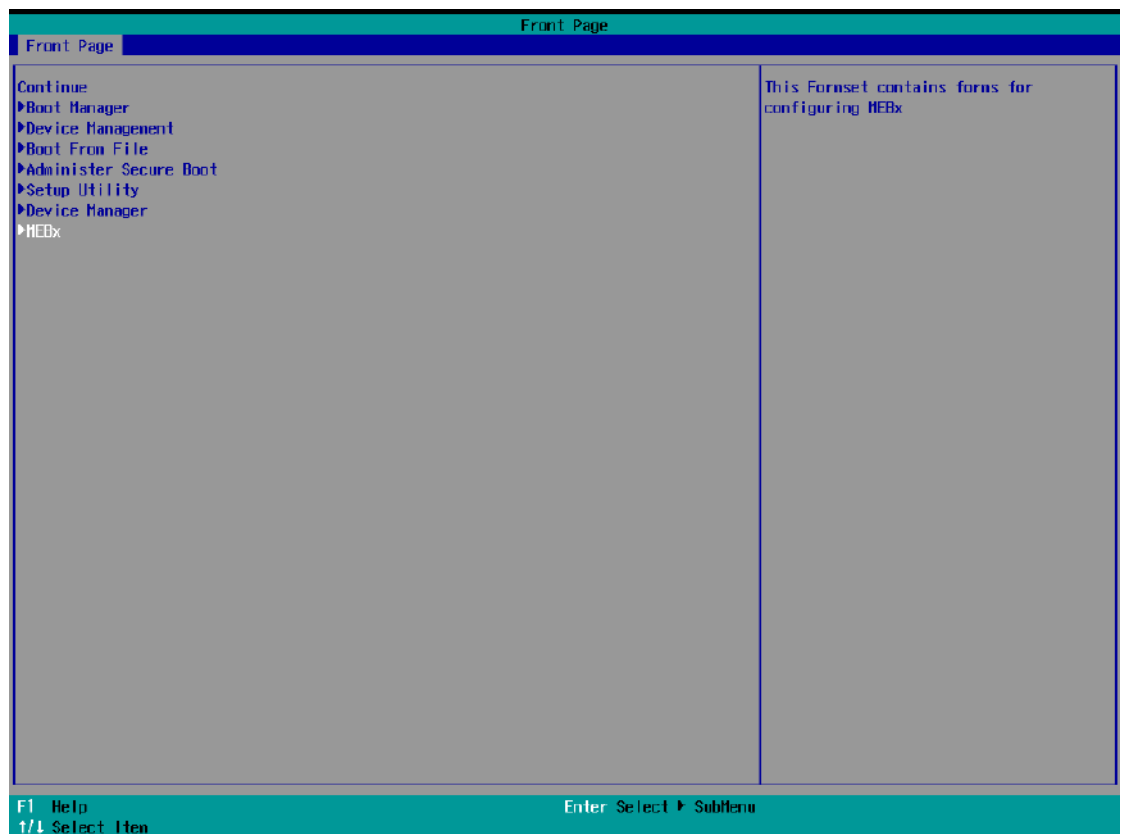 Front Page
Front Page
Continue
▶Boot Manager
▶Device Management
▶Boot From File
▶Administer Secure Boot
▶Setup Utility
▶Device Manager
▶MEBx
This Formset contains forms for
configuring MEBx
F1 Help
Enter Select ▶ SubMenu
↑/↓ Select Item